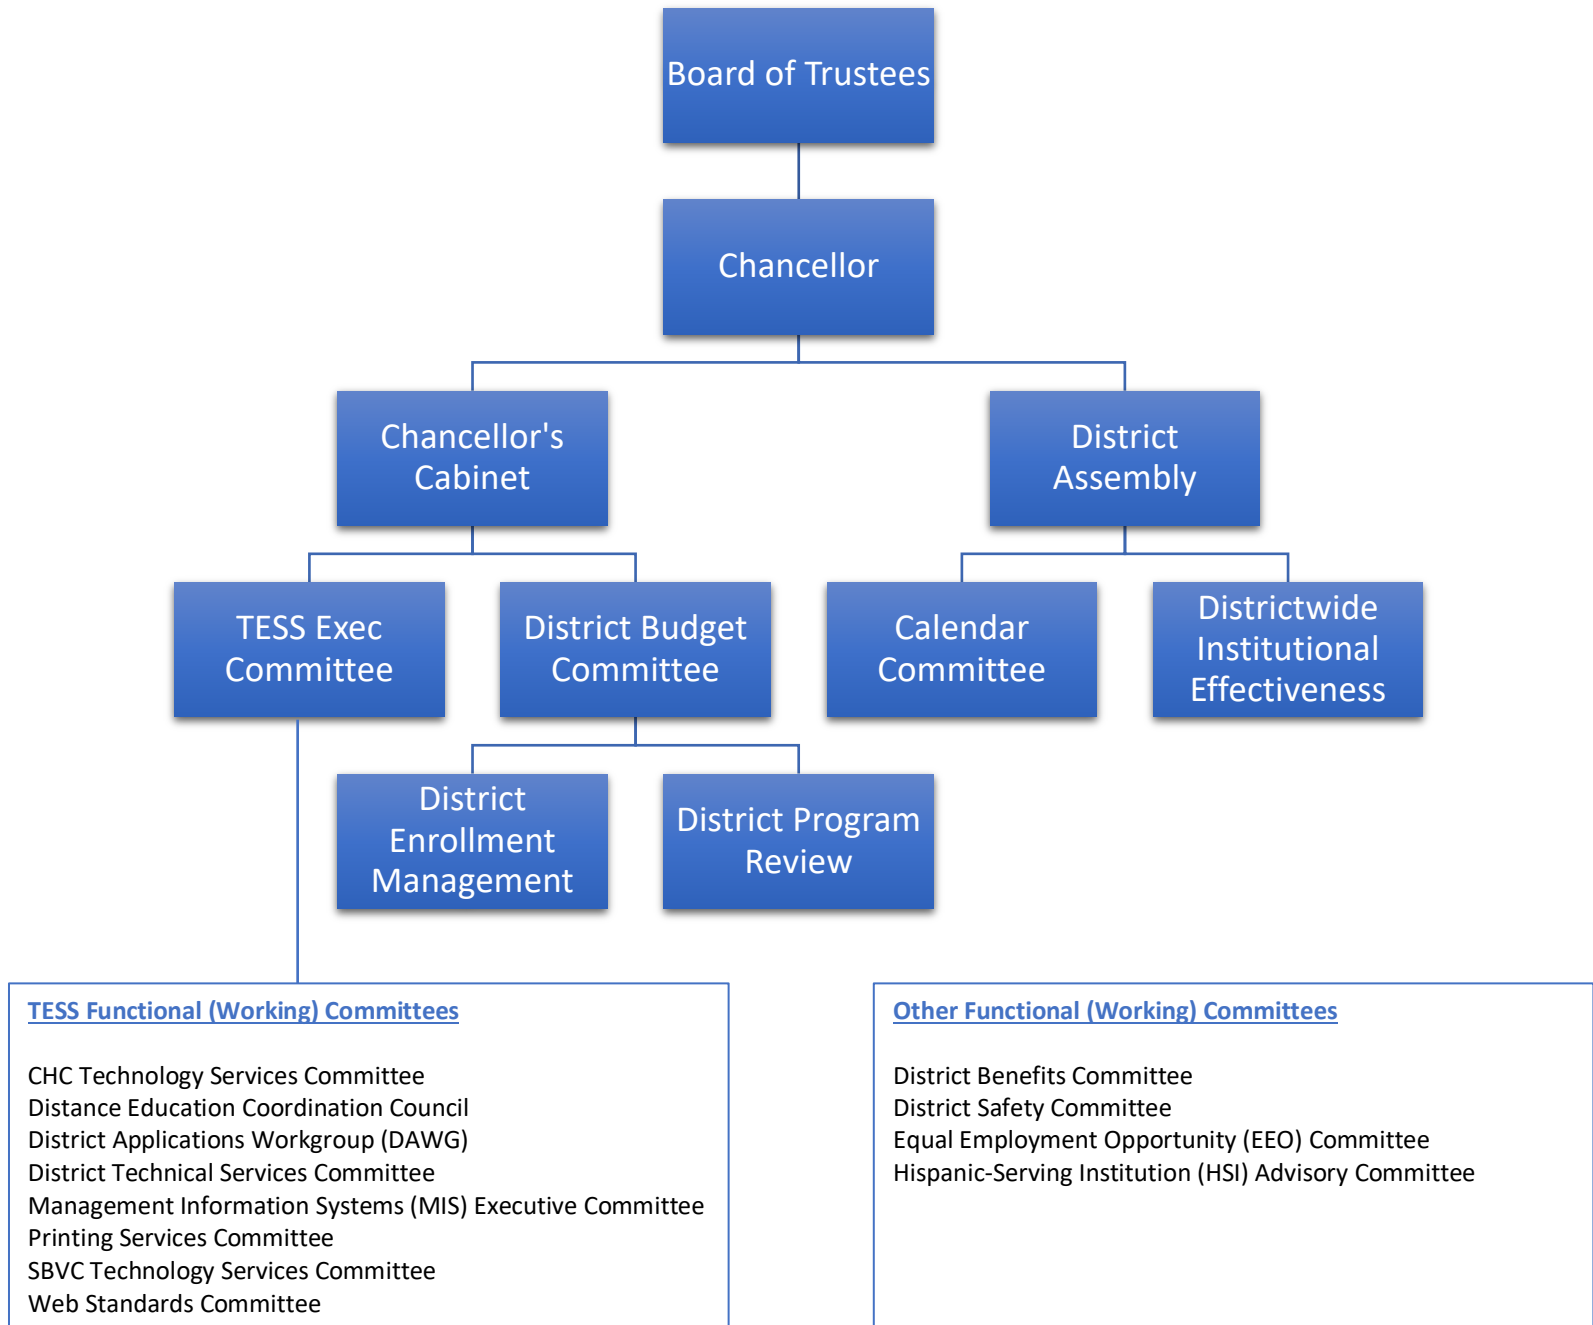 Board of Trustees
Chancellor
Chancellor's
Cabinet
District
Assembly
TESS Exec
Committee
District Budget
Committee
Calendar
Committee
Districtwide
Institutional
Effectiveness
District
Enrollment
Management
District Program
Review
TESS Functional (Working) Committees
CHC Technology Services Committee
Distance Education Coordination Council
District Applications Workgroup (DAWG)
District Technical Services Committee
Management Information Systems (MIS) Executive Committee
Printing Services Committee
SBVC Technology Services Committee
Web Standards Committee
Other Functional (Working) Committees
District Benefits Committee
District Safety Committee
Equal Employment Opportunity (EEO) Committee
Hispanic-Serving Institution (HSI) Advisory Committee